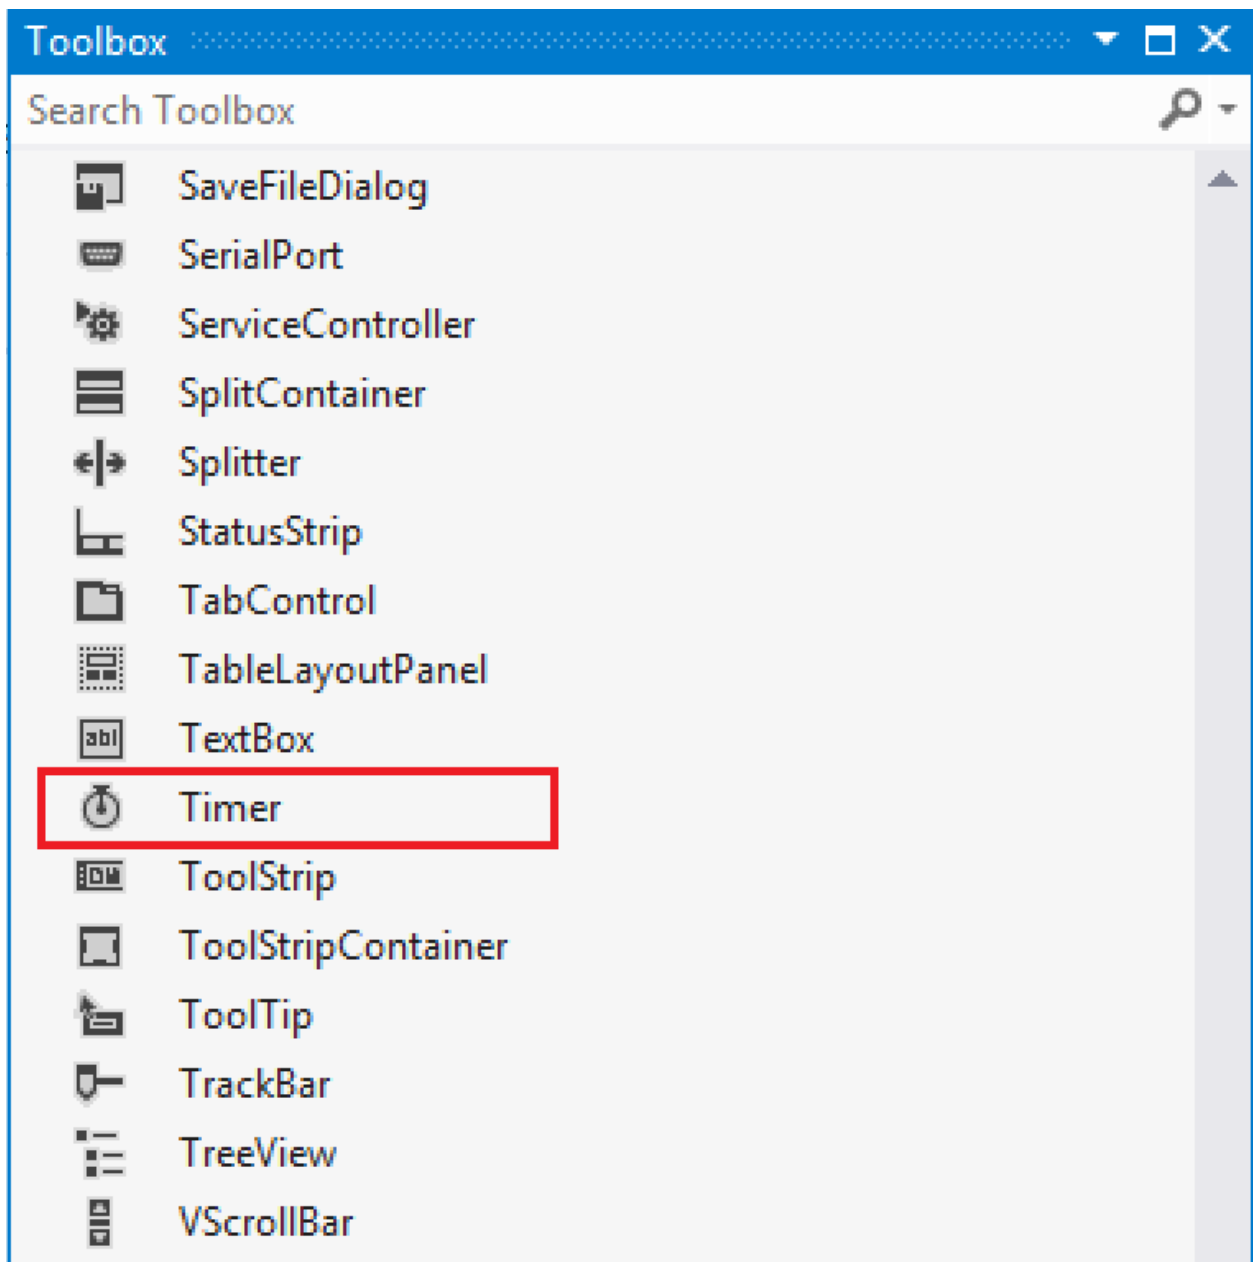 Toolbox
Search Toolbox
SaveFileDialog
SerialPort
ServiceController
SplitContainer
Splitter
StatusStrip
TabControl
TableLayoutPanel
abl TextBox
Timer
ToolStrip
ToolStripContainer
ToolTip
TrackBar
TreeView
VScrollBar